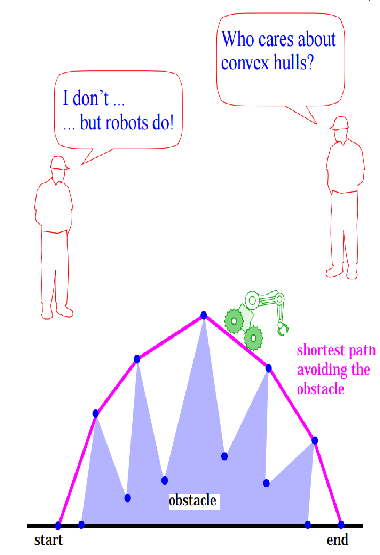 Who cares about
convex hulls?
I don't ...
... but robots do!
shortest path
avoiding the
obstacle
obstacle
start
end